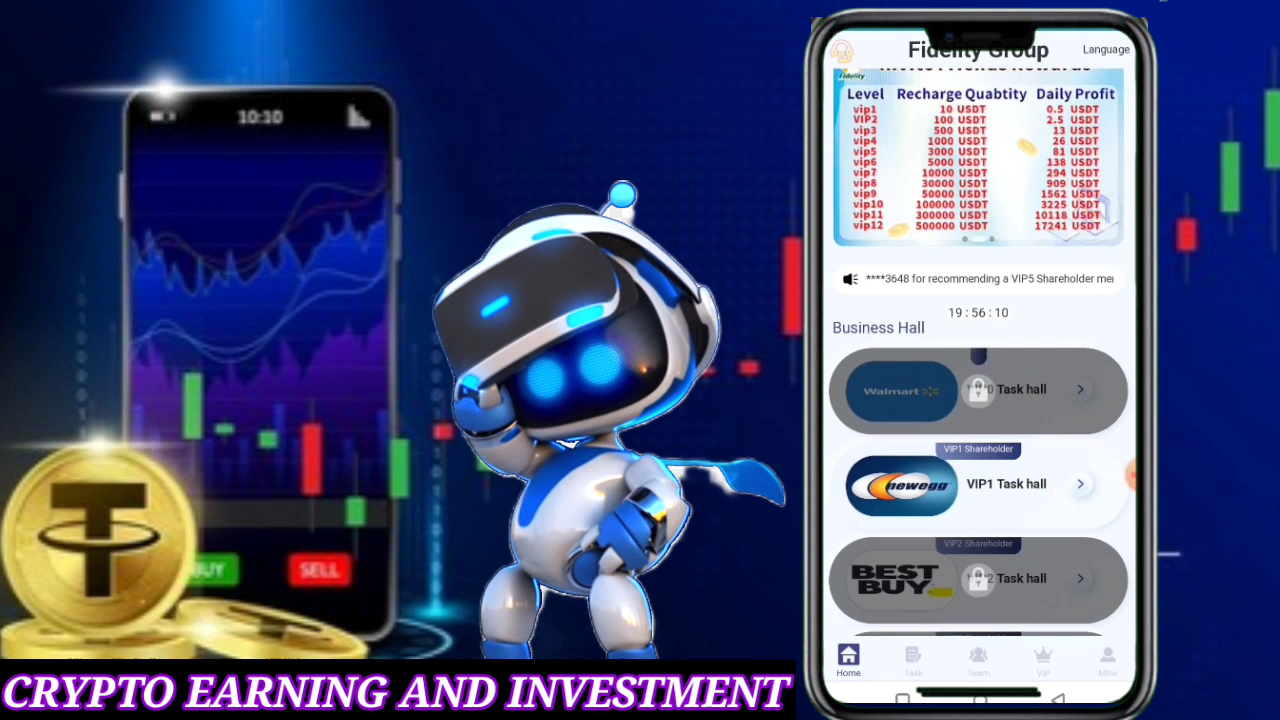 10:10
BUY
SELL
CRYPTO EARNING AND INVESTMENT
Fidelity Group
Language
Invite Friends Rewards
Fidelity
Level Recharge Quabtity Daily Profit
vip1 10 USDT 0.5 USDT
VIP2 100 USDT 2.5 USDT
vip3 500 USDT 13 USDT
vip4 1000 USDT 26 USDT
vip5 3000 USDT 81 USDT
vip6 5000 USDT 138 USDT
vip7 10000 USDT 294 USDT
vip8 30000 USDT 909 USDT
vip9 50000 USDT 1562 USDT
vip10 100000 USDT 3225 USDT
vip11 300000 USDT 10118 USDT
vip12 500000 USDT 17241 USDT
****3648 for recommending a VIP5 Shareholder mer
19 : 56 : 10
Business Hall
Walmart
Task hall
VIP1 Shareholder
newegg
VIP1 Task hall
VIP2 Shareholder
BEST BUY
VIP2 Task hall
Home
Task
Team
VIP
Mine